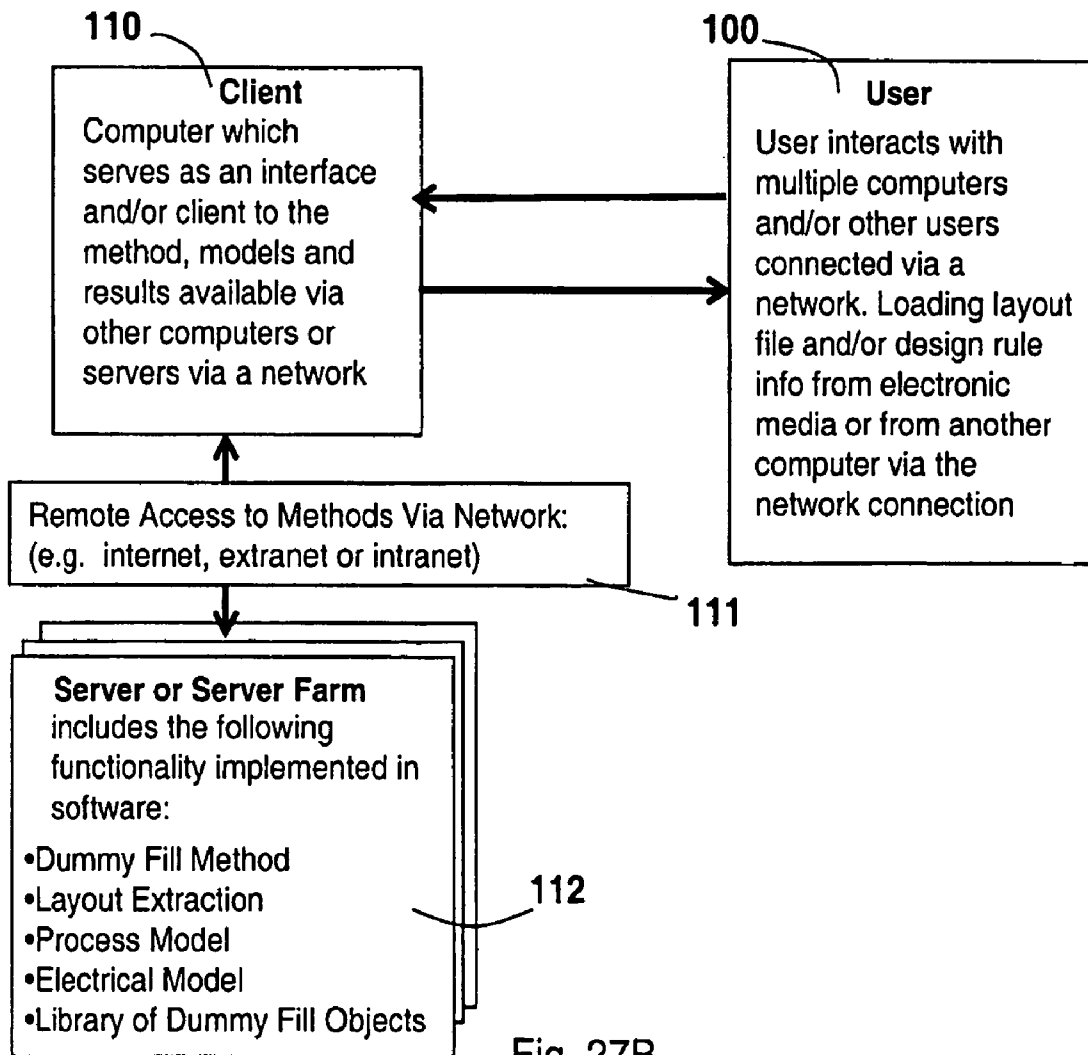 110
Client
Computer which
serves as an interface
and/or client to the
method, models and
results available via
other computers or
servers via a network
100
User
User interacts with
multiple computers
and/or other users
connected via a
network. Loading layout
file and/or design rule
info from electronic
media or from another
computer via the
network connection
Remote Access to Methods Via Network:
(e.g. internet, extranet or intranet)
111
Server or Server Farm
includes the following
functionality implemented in
software:
•Dummy Fill Method
•Layout Extraction
•Process Model
•Electrical Model
•Library of Dummy Fill Objects
112
Fig. 27B